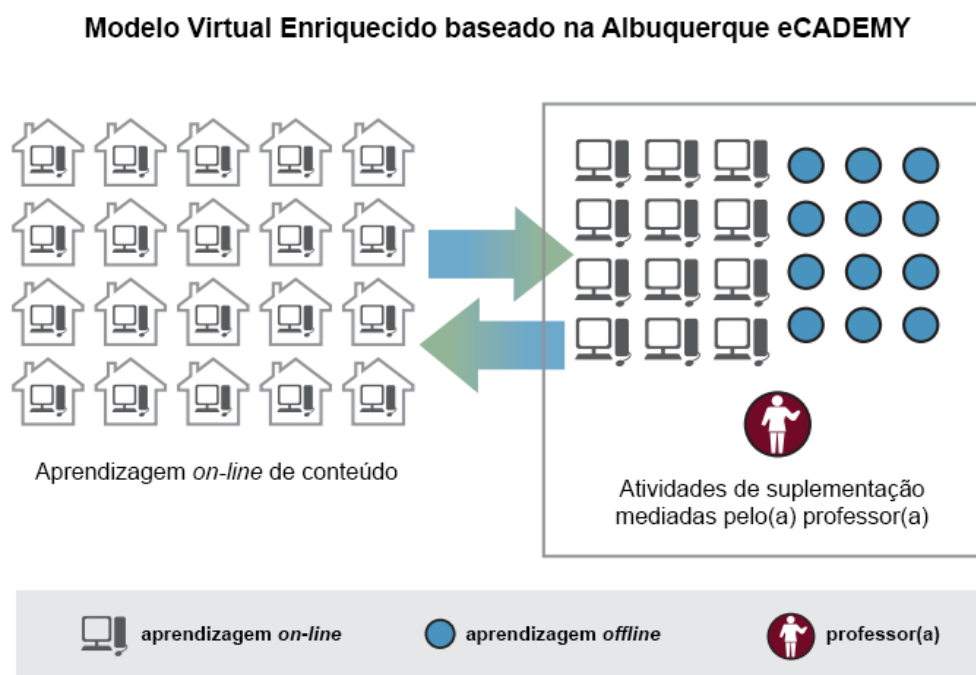 Modelo Virtual Enriquecido baseado na Albuquerque eCADEMY
Aprendizagem on-line de conteúdo
Atividades de suplementação
mediadas pelo(a) professor(a)
aprendizagem on-line
aprendizagem offline
professor(a)